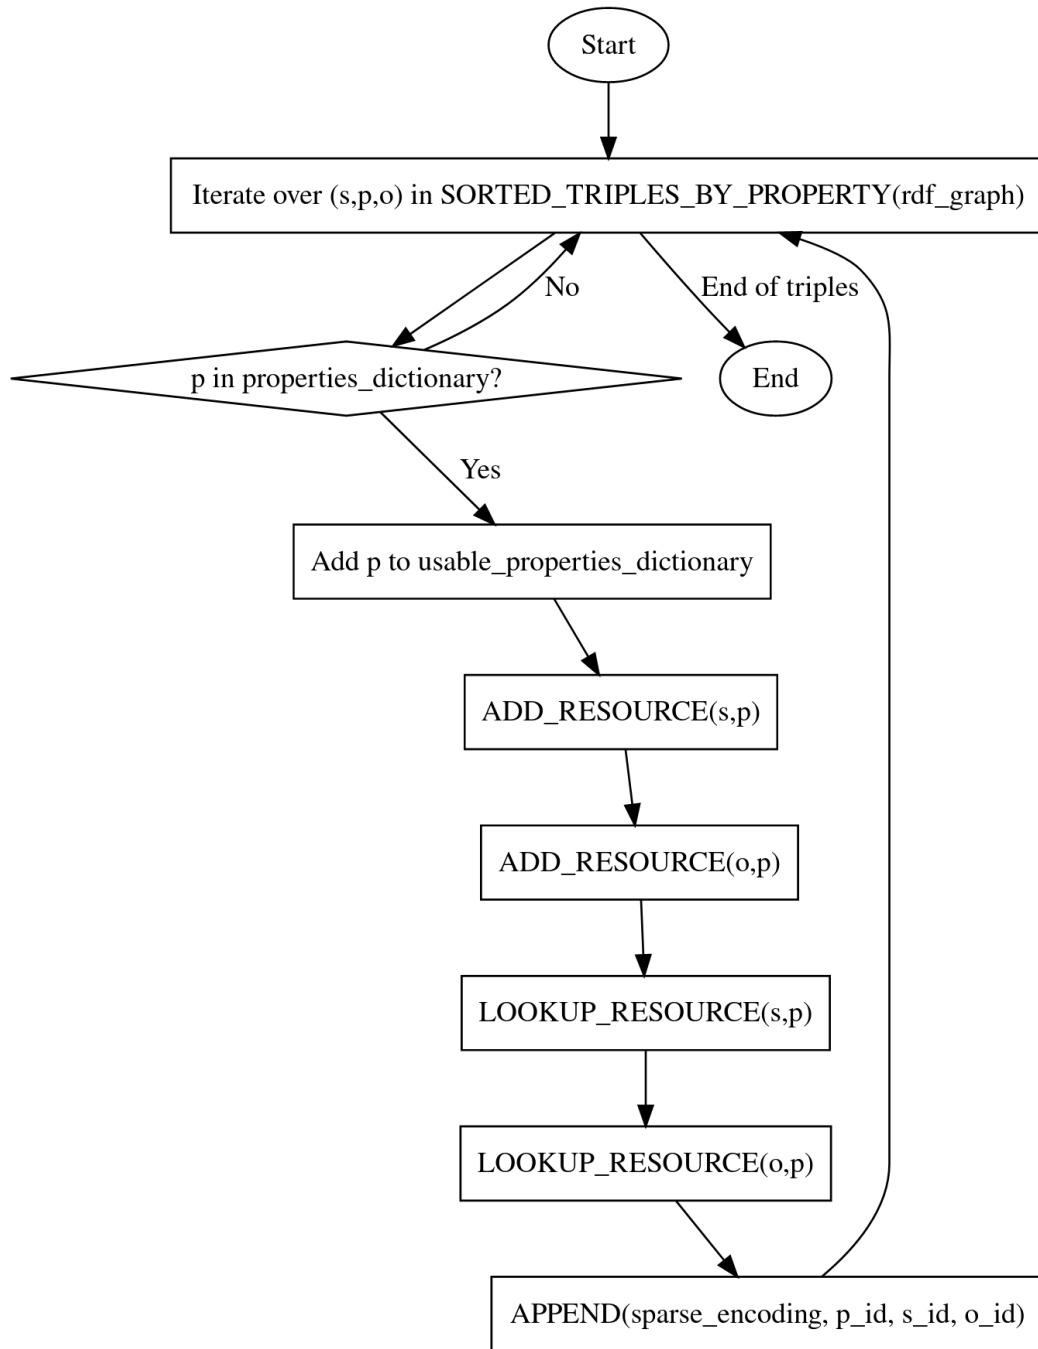 Start
Iterate over (s,p,o) in SORTED_TRIPLES_BY_PROPERTY(rdf_graph)
No
End of triples
p in properties_dictionary?
End
Yes
Add p to usable_properties_dictionary
ADD_RESOURCE(s,p)
ADD_RESOURCE(o,p)
LOOKUP_RESOURCE(s,p)
LOOKUP_RESOURCE(o,p)
APPEND(sparse_encoding, p_id, s_id, o_id)